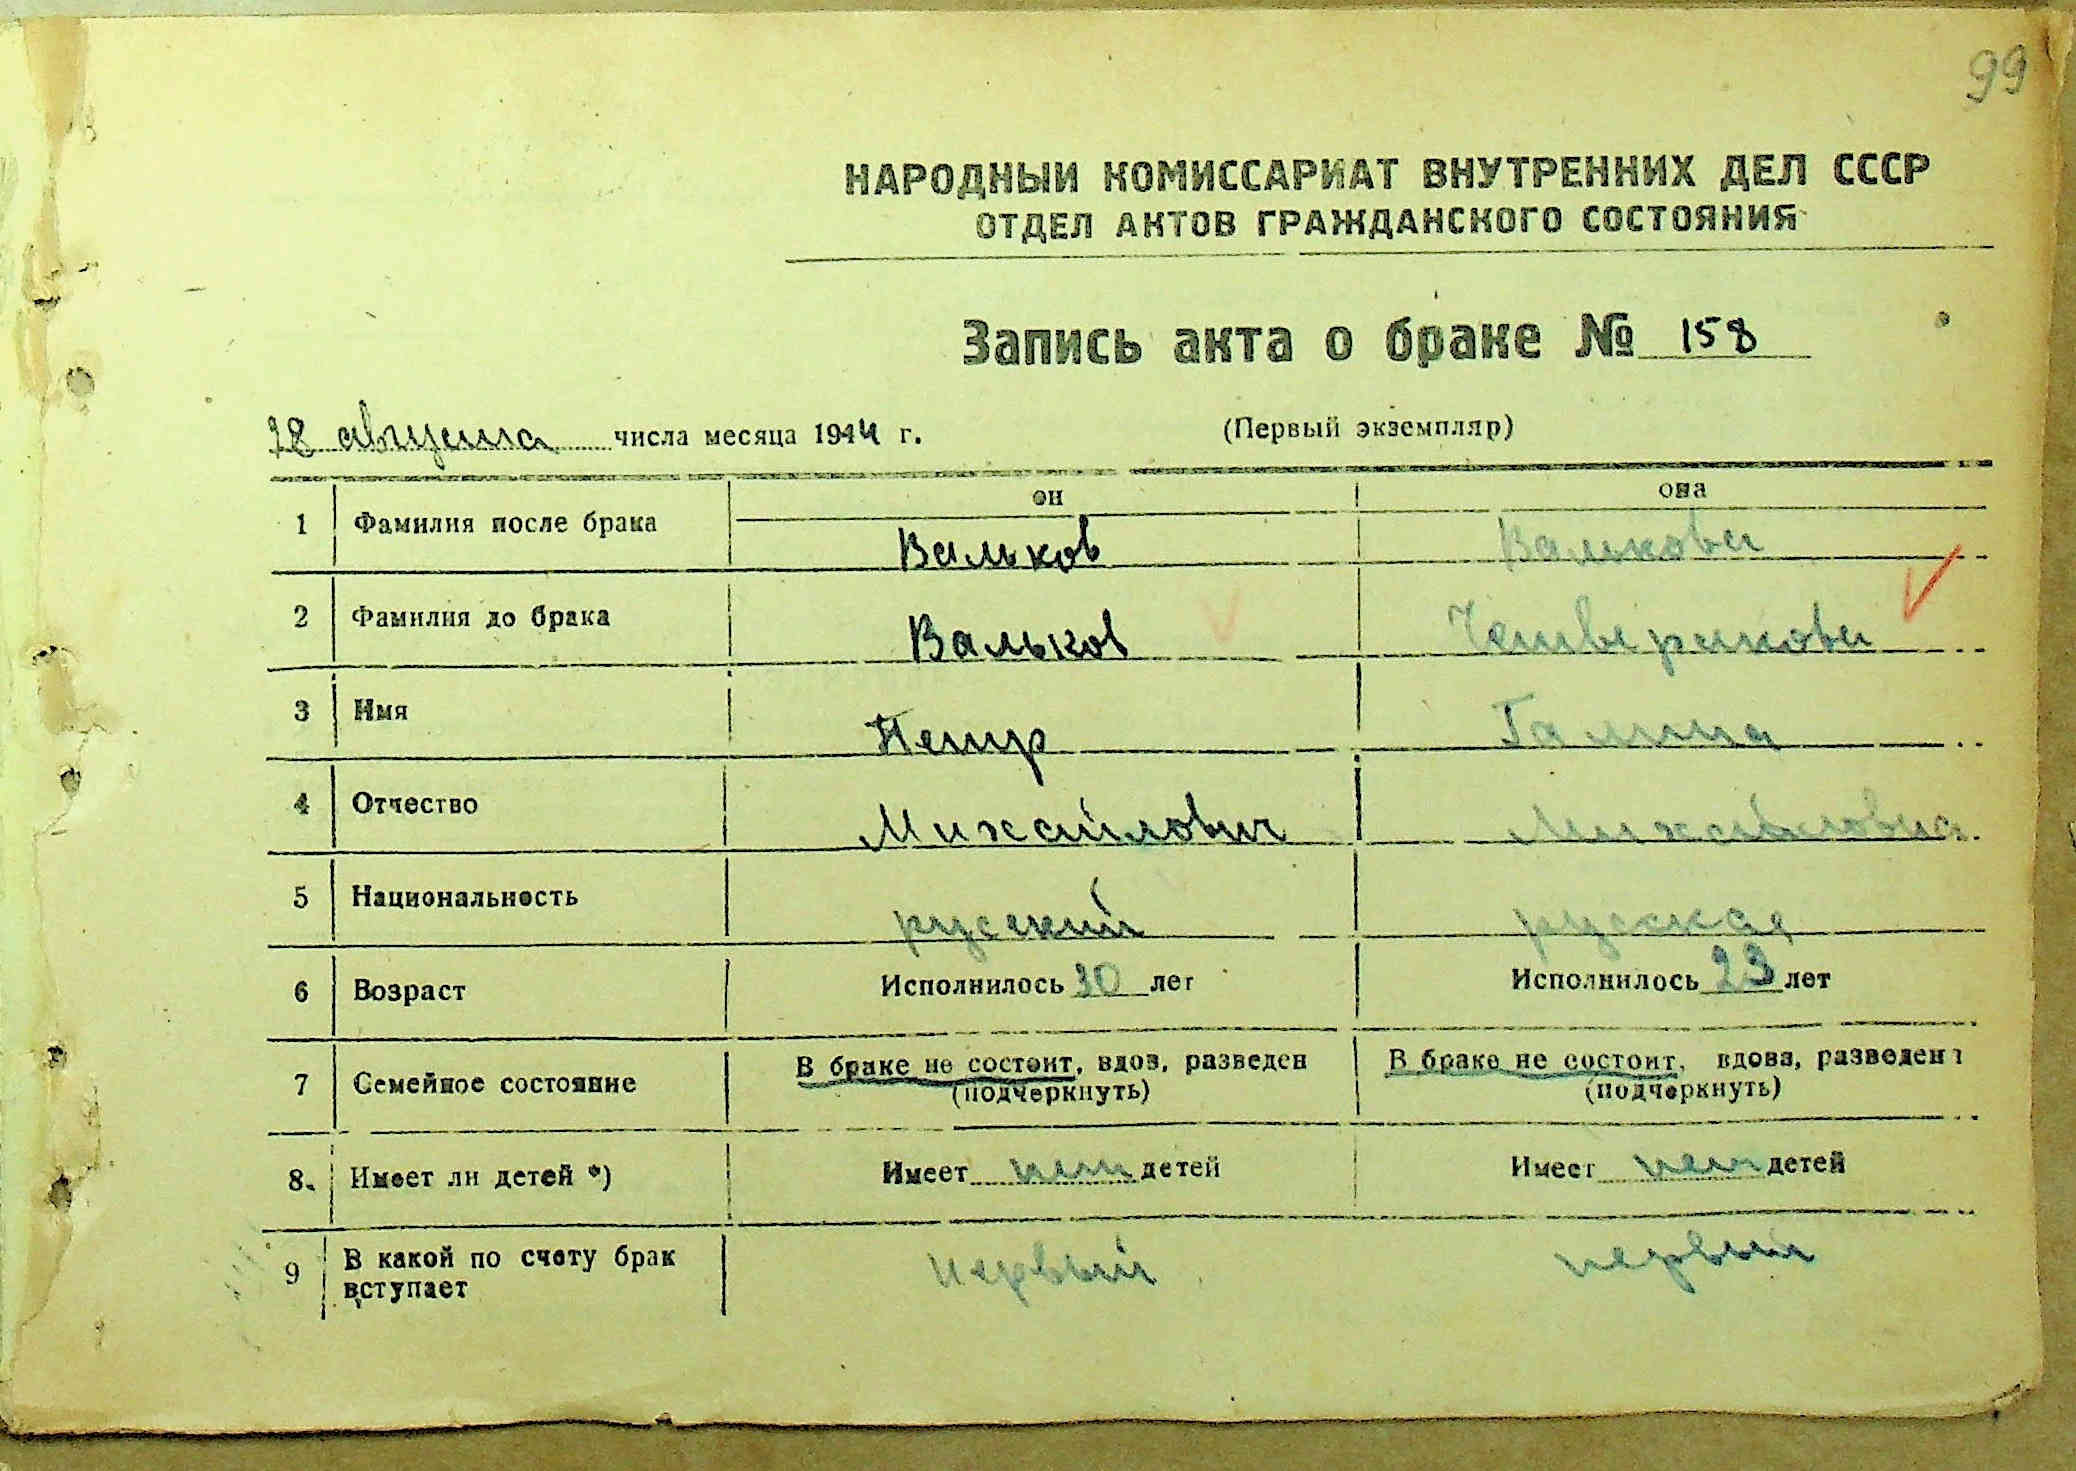 99
НАРОДНЫЙ КОМИССАРИАТ ВНУТРЕННИХ ДЕЛ СССР
ОТДЕЛ АКТОВ ГРАЖДАНСКОГО СОСТОЯНИЯ
Запись акта о браке № 158
28 августа числа месяца 1944 г. (Первый экземпляр)
он она
1 Фамилия после брака Вальков Валькова
2 Фамилия до брака Вальков Четверикова
3 Имя Петр Галина
4 Отчество Михайлович Михайловна
5 Национальность русский русская
6 Возраст Исполнилось 30 лет Исполнилось 23 лет
7 Семейное состояние В браке не состоит, вдов, разведен В браке не состоит, вдова, разведена
(подчеркнуть) (подчеркнуть)
8. Имеет ли детей *) Имеет нет детей Имеет нет детей
9 В какой по счету брак вступает первый первый